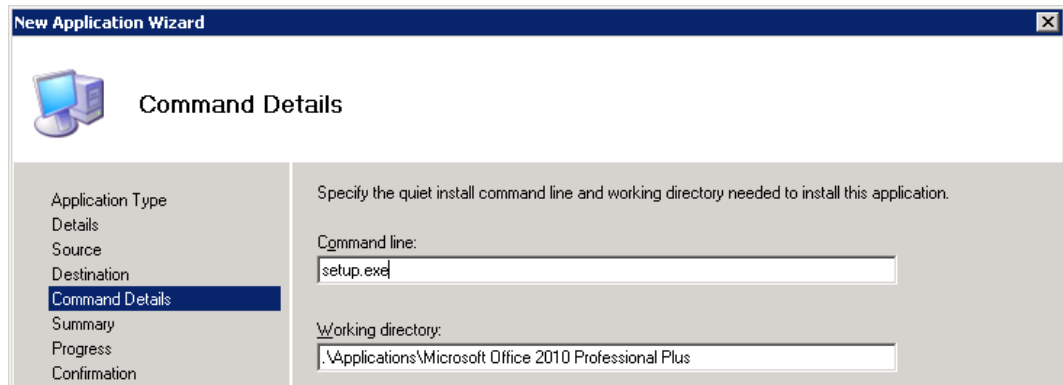 New Application Wizard
Command Details
Application Type
Details
Source
Destination
Command Details
Summary
Progress
Confirmation
Specify the quiet install command line and working directory needed to install this application.
Command line:
setup.exe
Working directory:
.\Applications\Microsoft Office 2010 Professional Plus